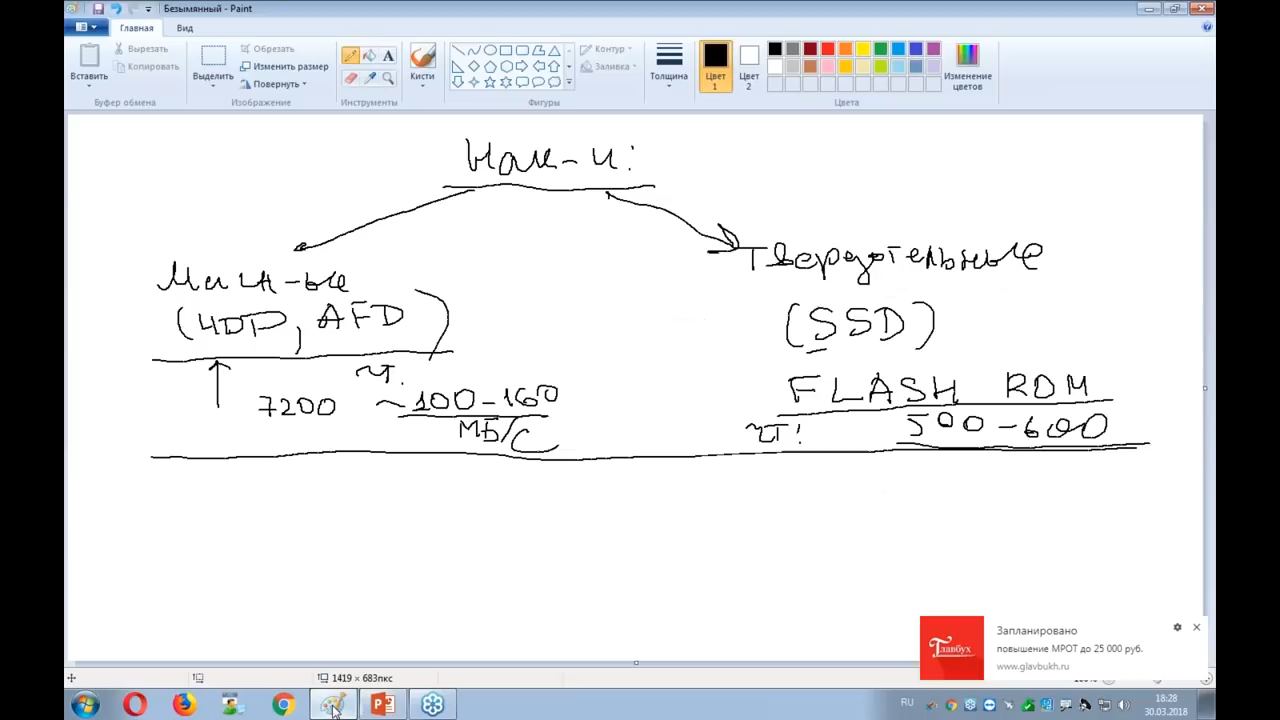 Безымянный - Paint
Главная
Вид
Вставить
Вырезать
Копировать
Буфер обмена
Выделить
Обрезать
Изменить размер
Повернуть
Изображение
Инструменты
Кисти
Фигуры
Контур
Заливка
Толщина
Цвет 1
Цвет 2
Изменение цветов
Цвета
Нак-и:
Магн-ые
Твердотельные
(HDD, AFD)
(SSD)
FLASH ROM
чт.
7200 ~100-160
МБ/С
чт: 500-600
Запланировано
повышение МРОТ до 25 000 руб.
www.glavbukh.ru
Главбух
1419 × 683пкс
RU
18:28
30.03.2018